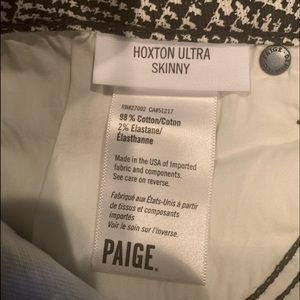 HOXTON ULTRA
SKINNY
RN#27002 CA#51217
98 % Cotton/Coton
2% Elastane/
Élasthanne
Made in the USA of Imported
fabric and components.
See care on reverse.
Fabriqué aux États-Unis à partir
de tissus et composants
importés
Voir le soin sur l'inverse.
PAIGE